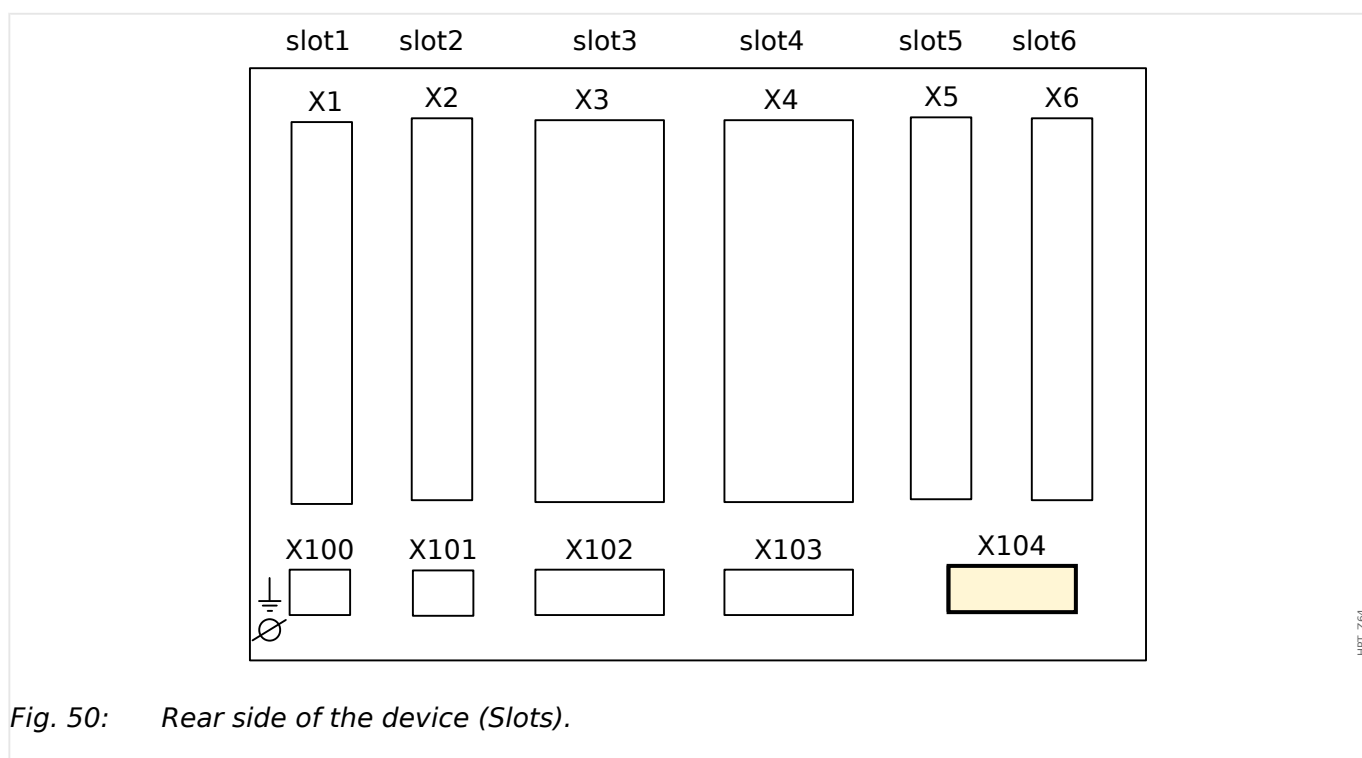 slot1 slot2 slot3 slot4 slot5 slot6
X1 X2 X3 X4 X5 X6
X100 X101 X102 X103 X104
Fig. 50: Rear side of the device (Slots).